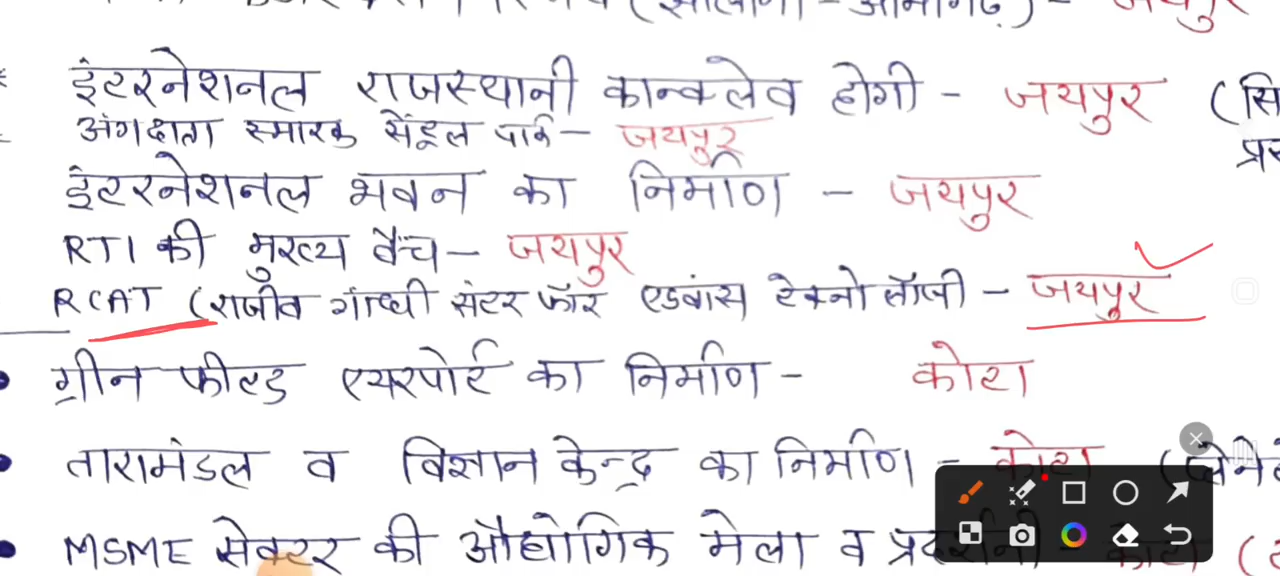 जयपुर
इंटरनेशनल राजस्थानी कान्क्लेव होगी - जयपुर (सि
अंगदाता स्मारक सेंट्रल पार्क - जयपुर
इंटरनेशनल भवन का निर्माण - जयपुर
RTI की मुख्य बैंच - जयपुर
RCAT (राजीव गांधी सेंटर फॉर एडवांस टेक्नोलॉजी - जयपुर
ग्रीन फील्ड एयरपोर्ट का निर्माण - कोटा
तारामंडल व विज्ञान केन्द्र का निर्माण - कोटा
MSME सेक्टर की औद्योगिक मेला व प्रदर्शनी - कोटा